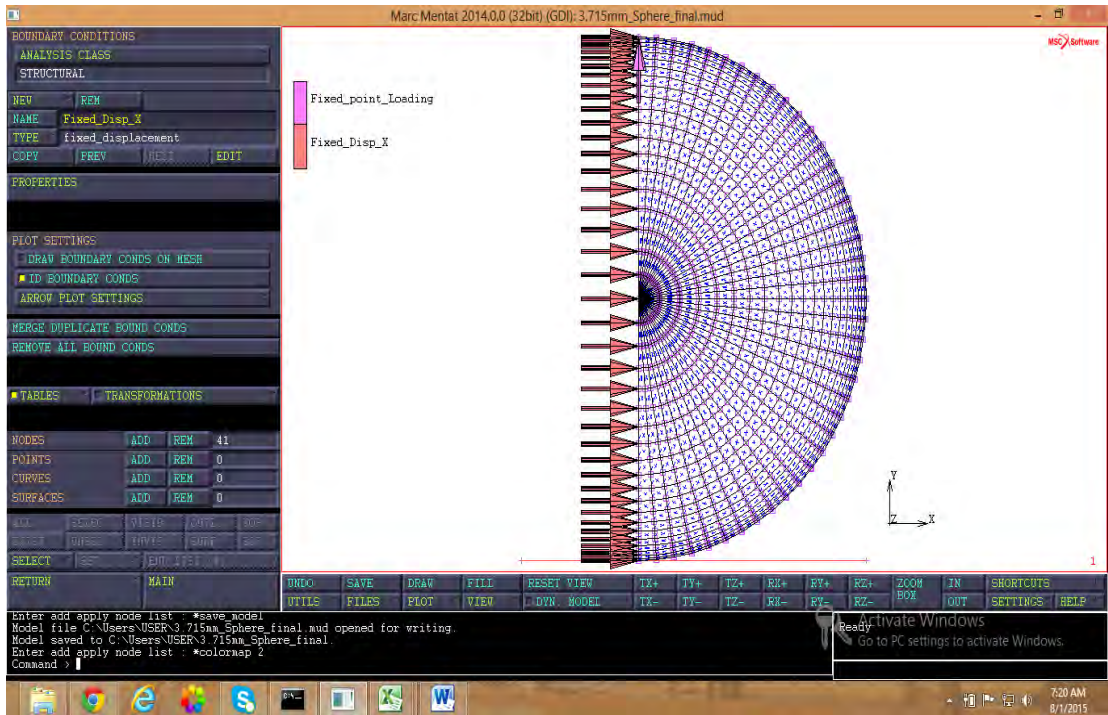 Marc Mentat 2014.0.0 (32bit) (GDI): 3.715mm_Sphere_final.mud
BOUNDARY CONDITIONS
ANALYSIS CLASS
STRUCTURAL
NEW REM
NAME Fixed_Disp_X
TYPE fixed_displacement
COPY PREV NEXT EDIT
PROPERTIES
PLOT SETTINGS
DRAW BOUNDARY CONDS ON MESH
ID BOUNDARY CONDS
ARROW PLOT SETTINGS
MERGE DUPLICATE BOUND CONDS
REMOVE ALL BOUND CONDS
TABLES TRANSFORMATIONS
NODES ADD REM 41
POINTS ADD REM 0
CURVES ADD REM 0
SURFACES ADD REM 0
SELECT
RETURN MAIN
Fixed_point_Loading
Fixed_Disp_X
MSC Software
Y
Z X
1
UNDO SAVE DRAW FILL RESET VIEW TX+ TY+ TZ+ RX+ RY+ RZ+ ZOOM BOX IN SHORTCUTS
UTILS FILES PLOT VIEW DYN. MODEL TX- TY- TZ- RX- RY- RZ- OUT SETTINGS HELP
Enter add apply node list : *save_model
Model file C:\Users\USER\3.715mm_Sphere_final.mud opened for writing.
Model saved to C:\Users\USER\3.715mm_Sphere_final.
Enter add apply node list : *colormap 2
Command >
Ready
Activate Windows
Go to PC settings to activate Windows.
7:20 AM
8/1/2015